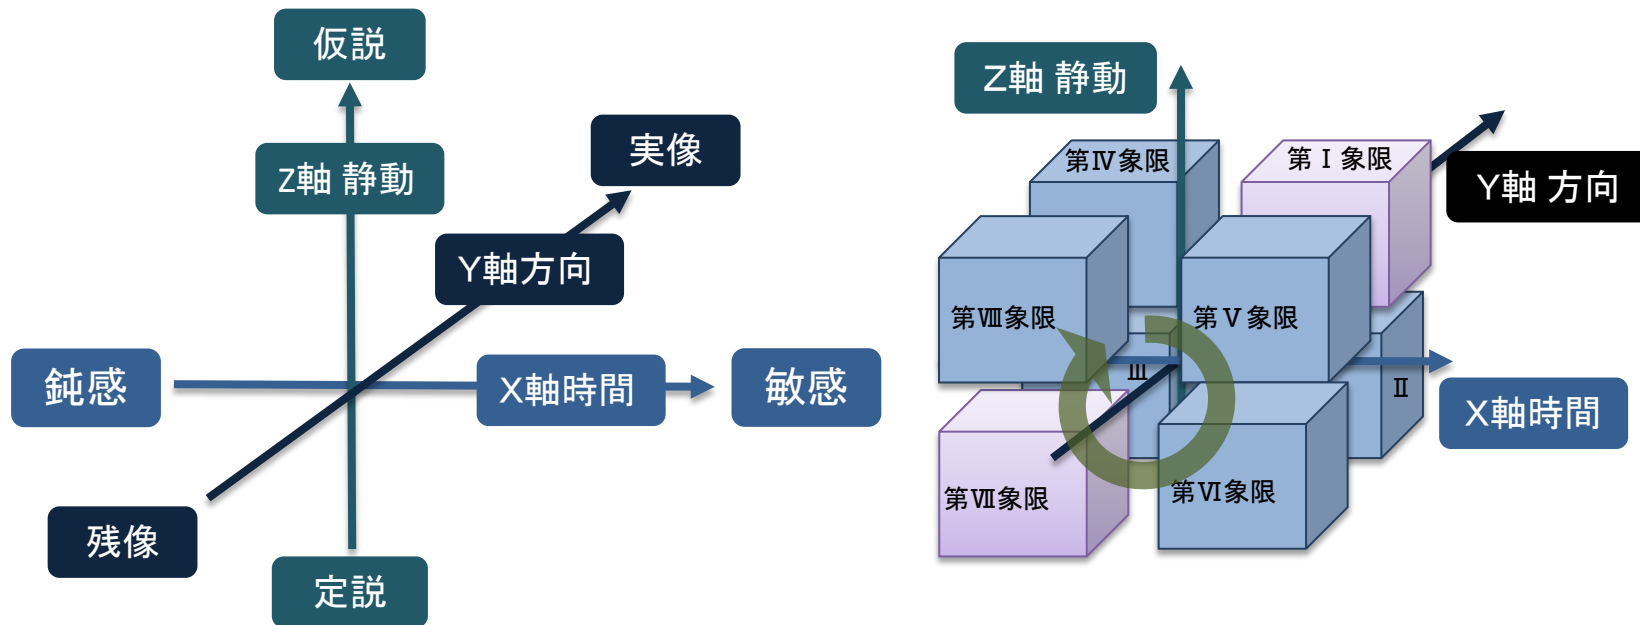 仮説
Z軸 静動
実像
Y軸方向
鈍感
X軸時間
敏感
残像
定説
Z軸 静動
第Ⅳ象限
第Ⅰ象限
Y軸 方向
第Ⅷ象限
第Ⅴ象限
Ⅲ
Ⅱ
X軸時間
第Ⅶ象限
第Ⅵ象限